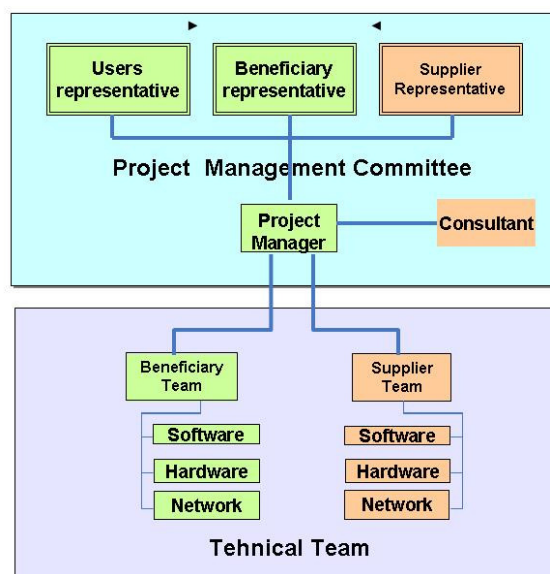 Users
representative
Beneficiary
representative
Supplier
Representative
Project Management Committee
Project
Manager
Consultant
Beneficiary
Team
Supplier
Team
Software
Hardware
Network
Software
Hardware
Network
Tehnical Team